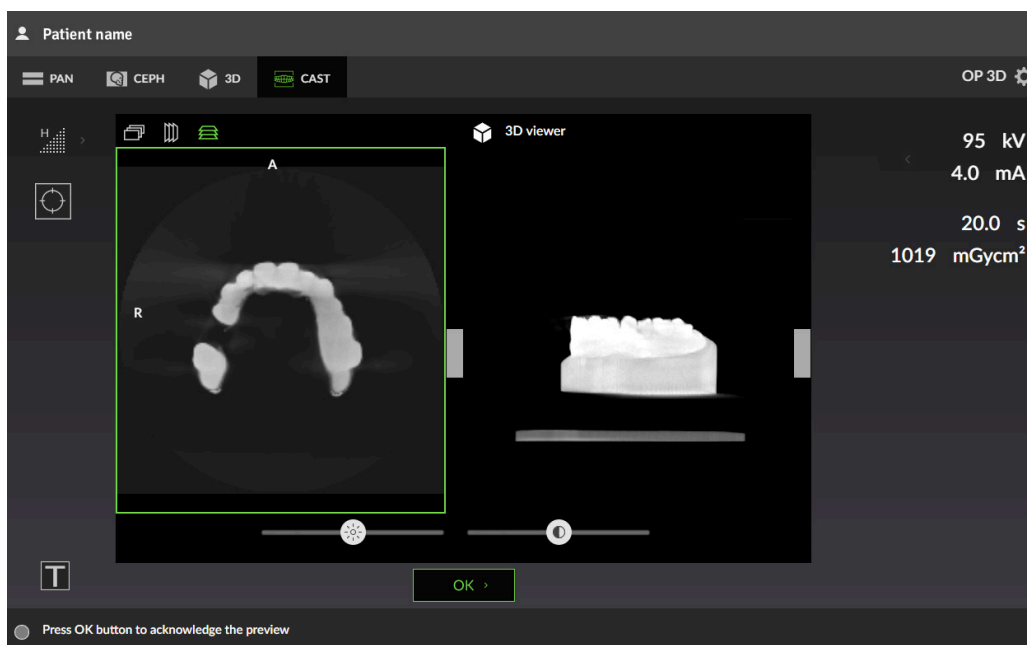 Patient name
PAN CEPH 3D CAST OP 3D
H
3D viewer
A
R
95 kV
4.0 mA
20.0 s
1019 mGycm²
T
OK ›
Press OK button to acknowledge the preview